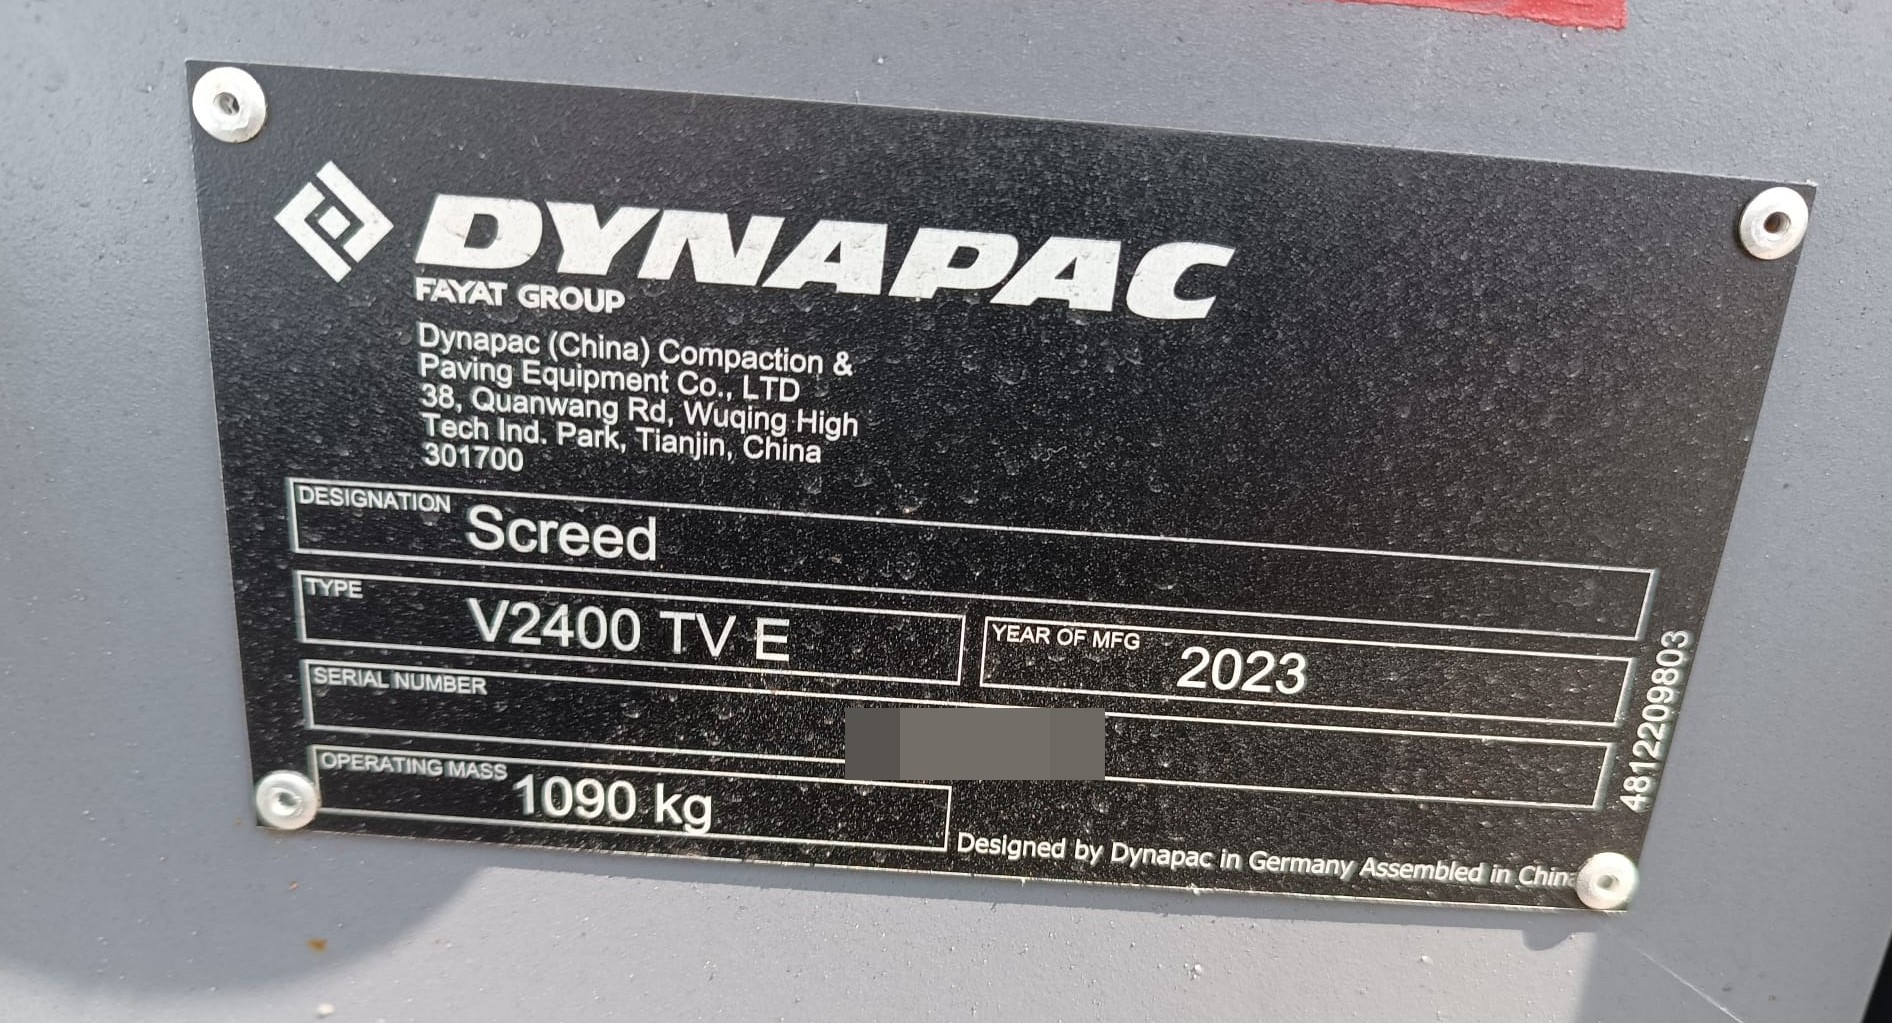 DYNAPAC
FAYAT GROUP
Dynapac (China) Compaction &
Paving Equipment Co., LTD
38, Quanwang Rd, Wuqing High
Tech Ind. Park, Tianjin, China
301700
DESIGNATION Screed
TYPE V2400 TV E
YEAR OF MFG 2023
SERIAL NUMBER
OPERATING MASS 1090 kg
Designed by Dynapac in Germany Assembled in China
4812209803